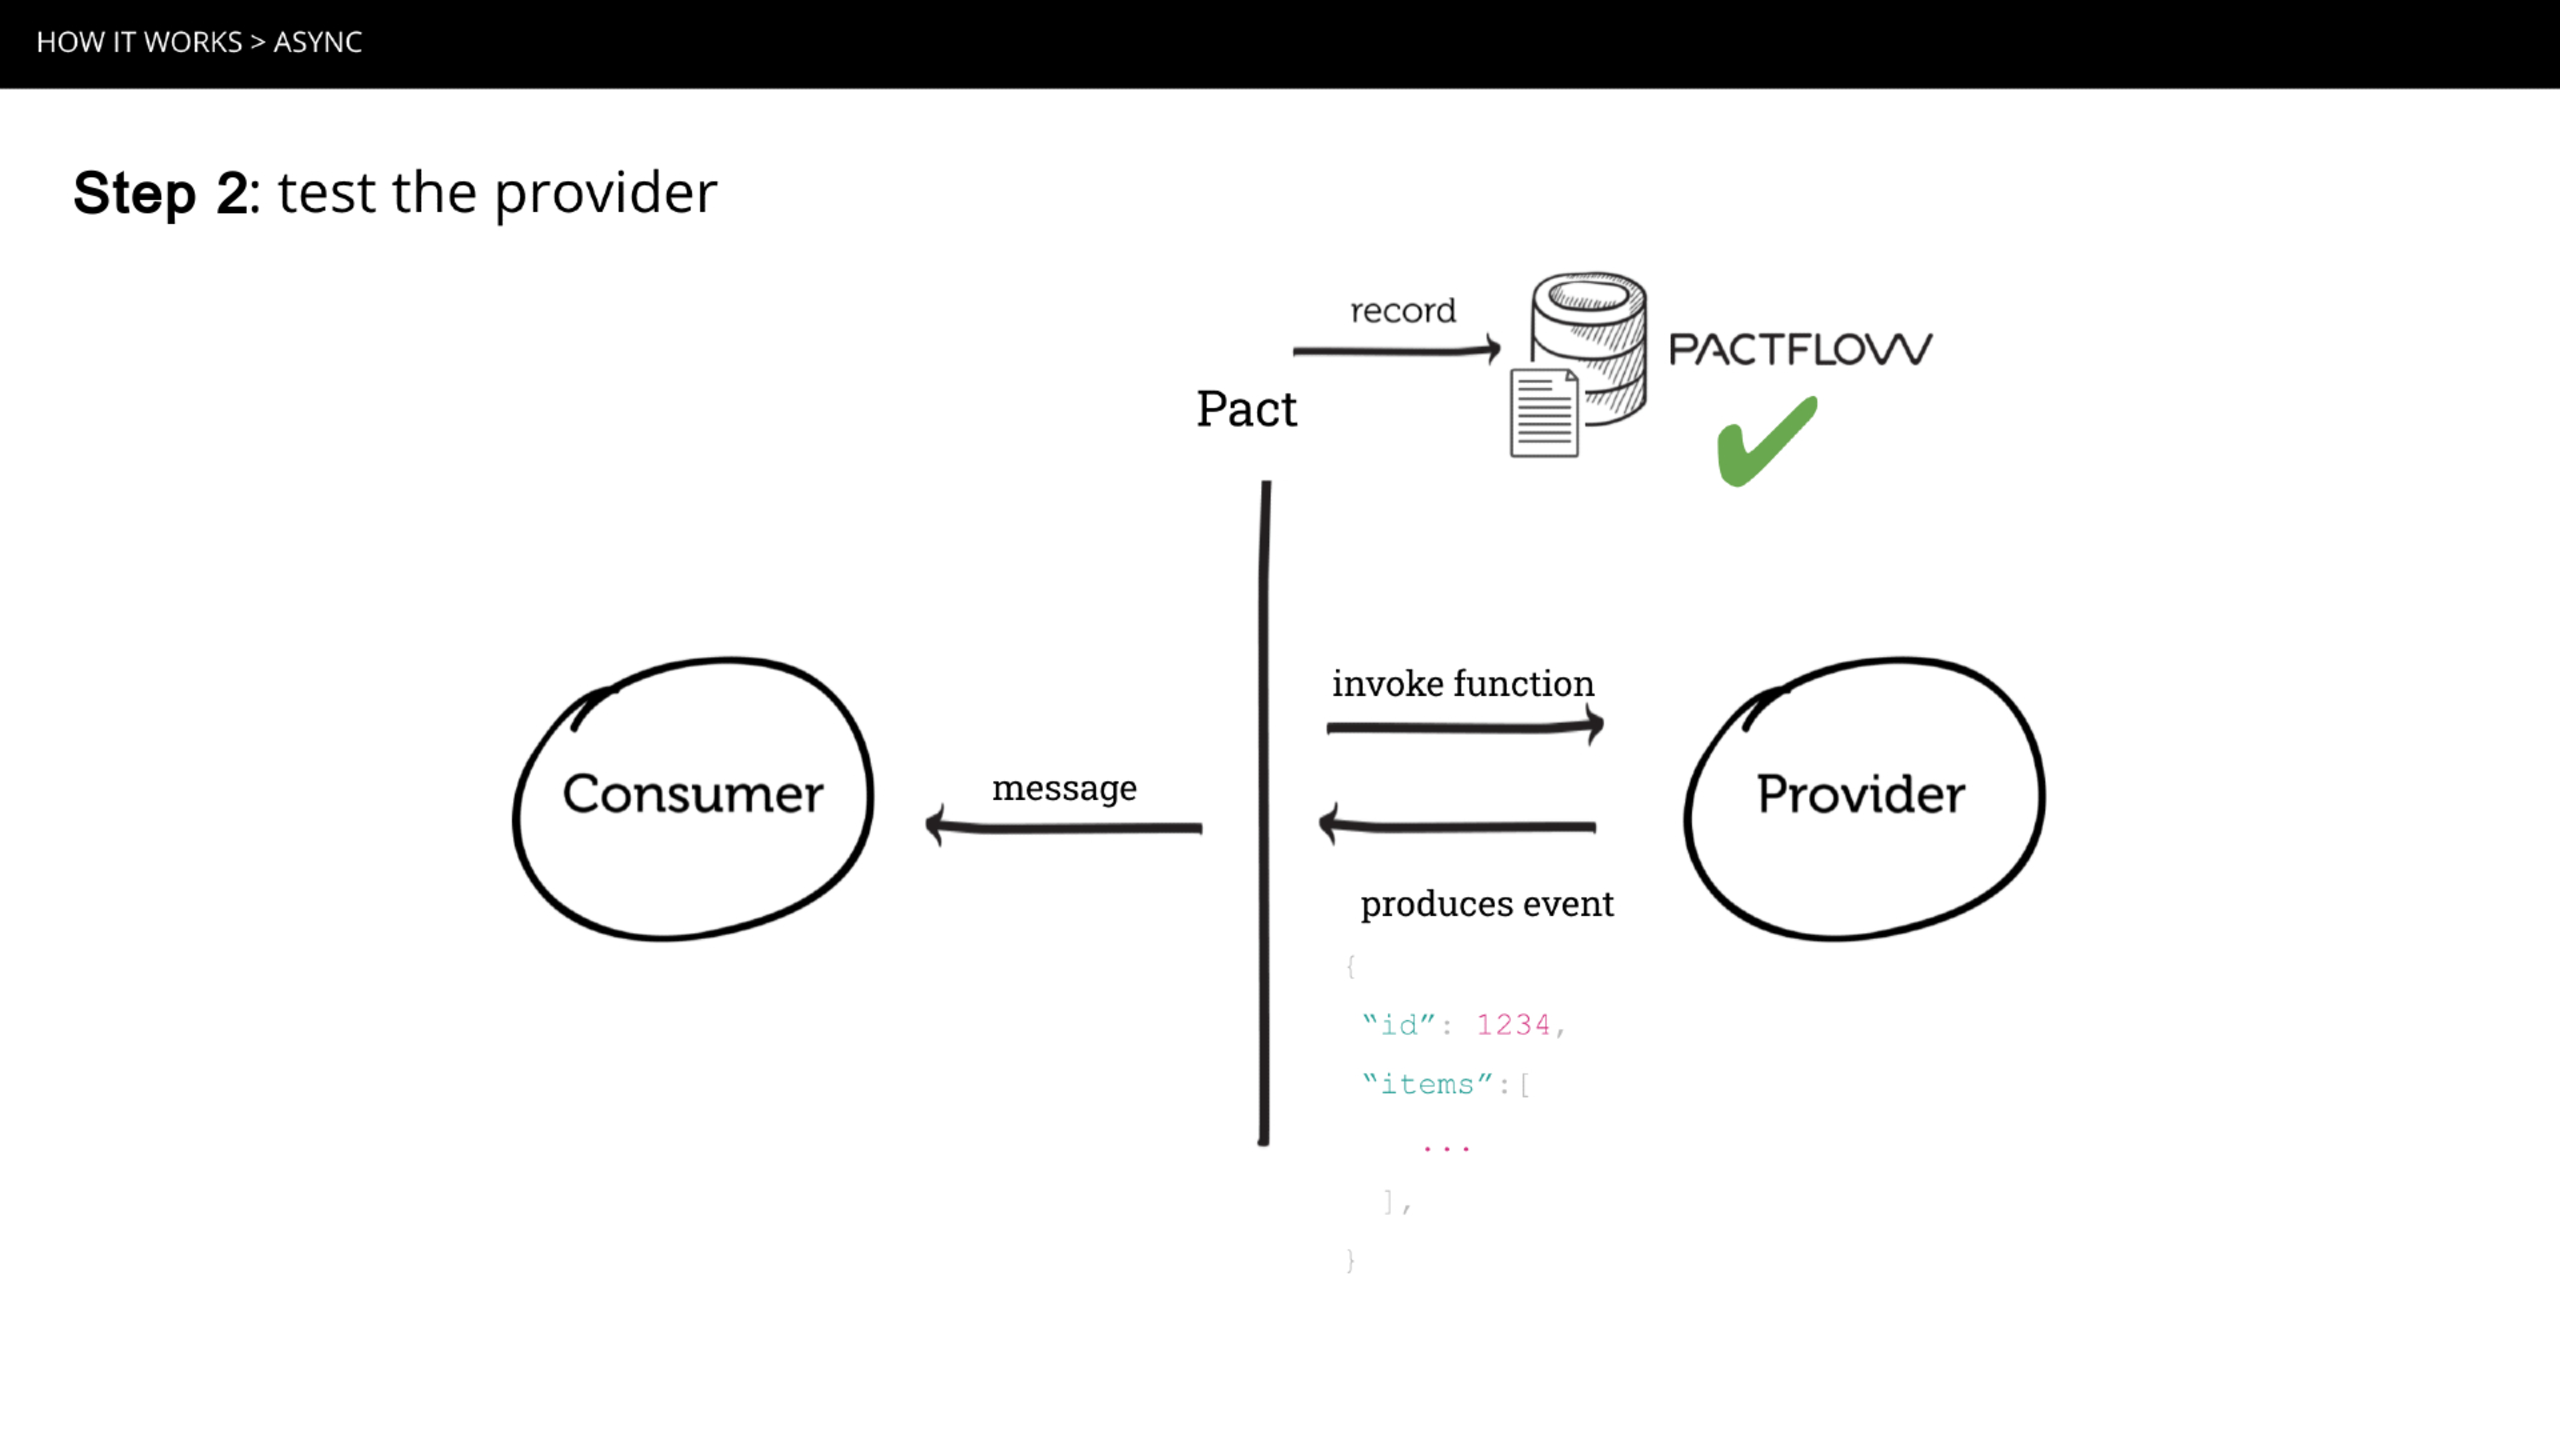 HOW IT WORKS > ASYNC
Step 2: test the provider
record
PACTFLOW
Pact
invoke function
Consumer
message
Provider
produces event
{
“id”: 1234,
“items”:[
...
],
}